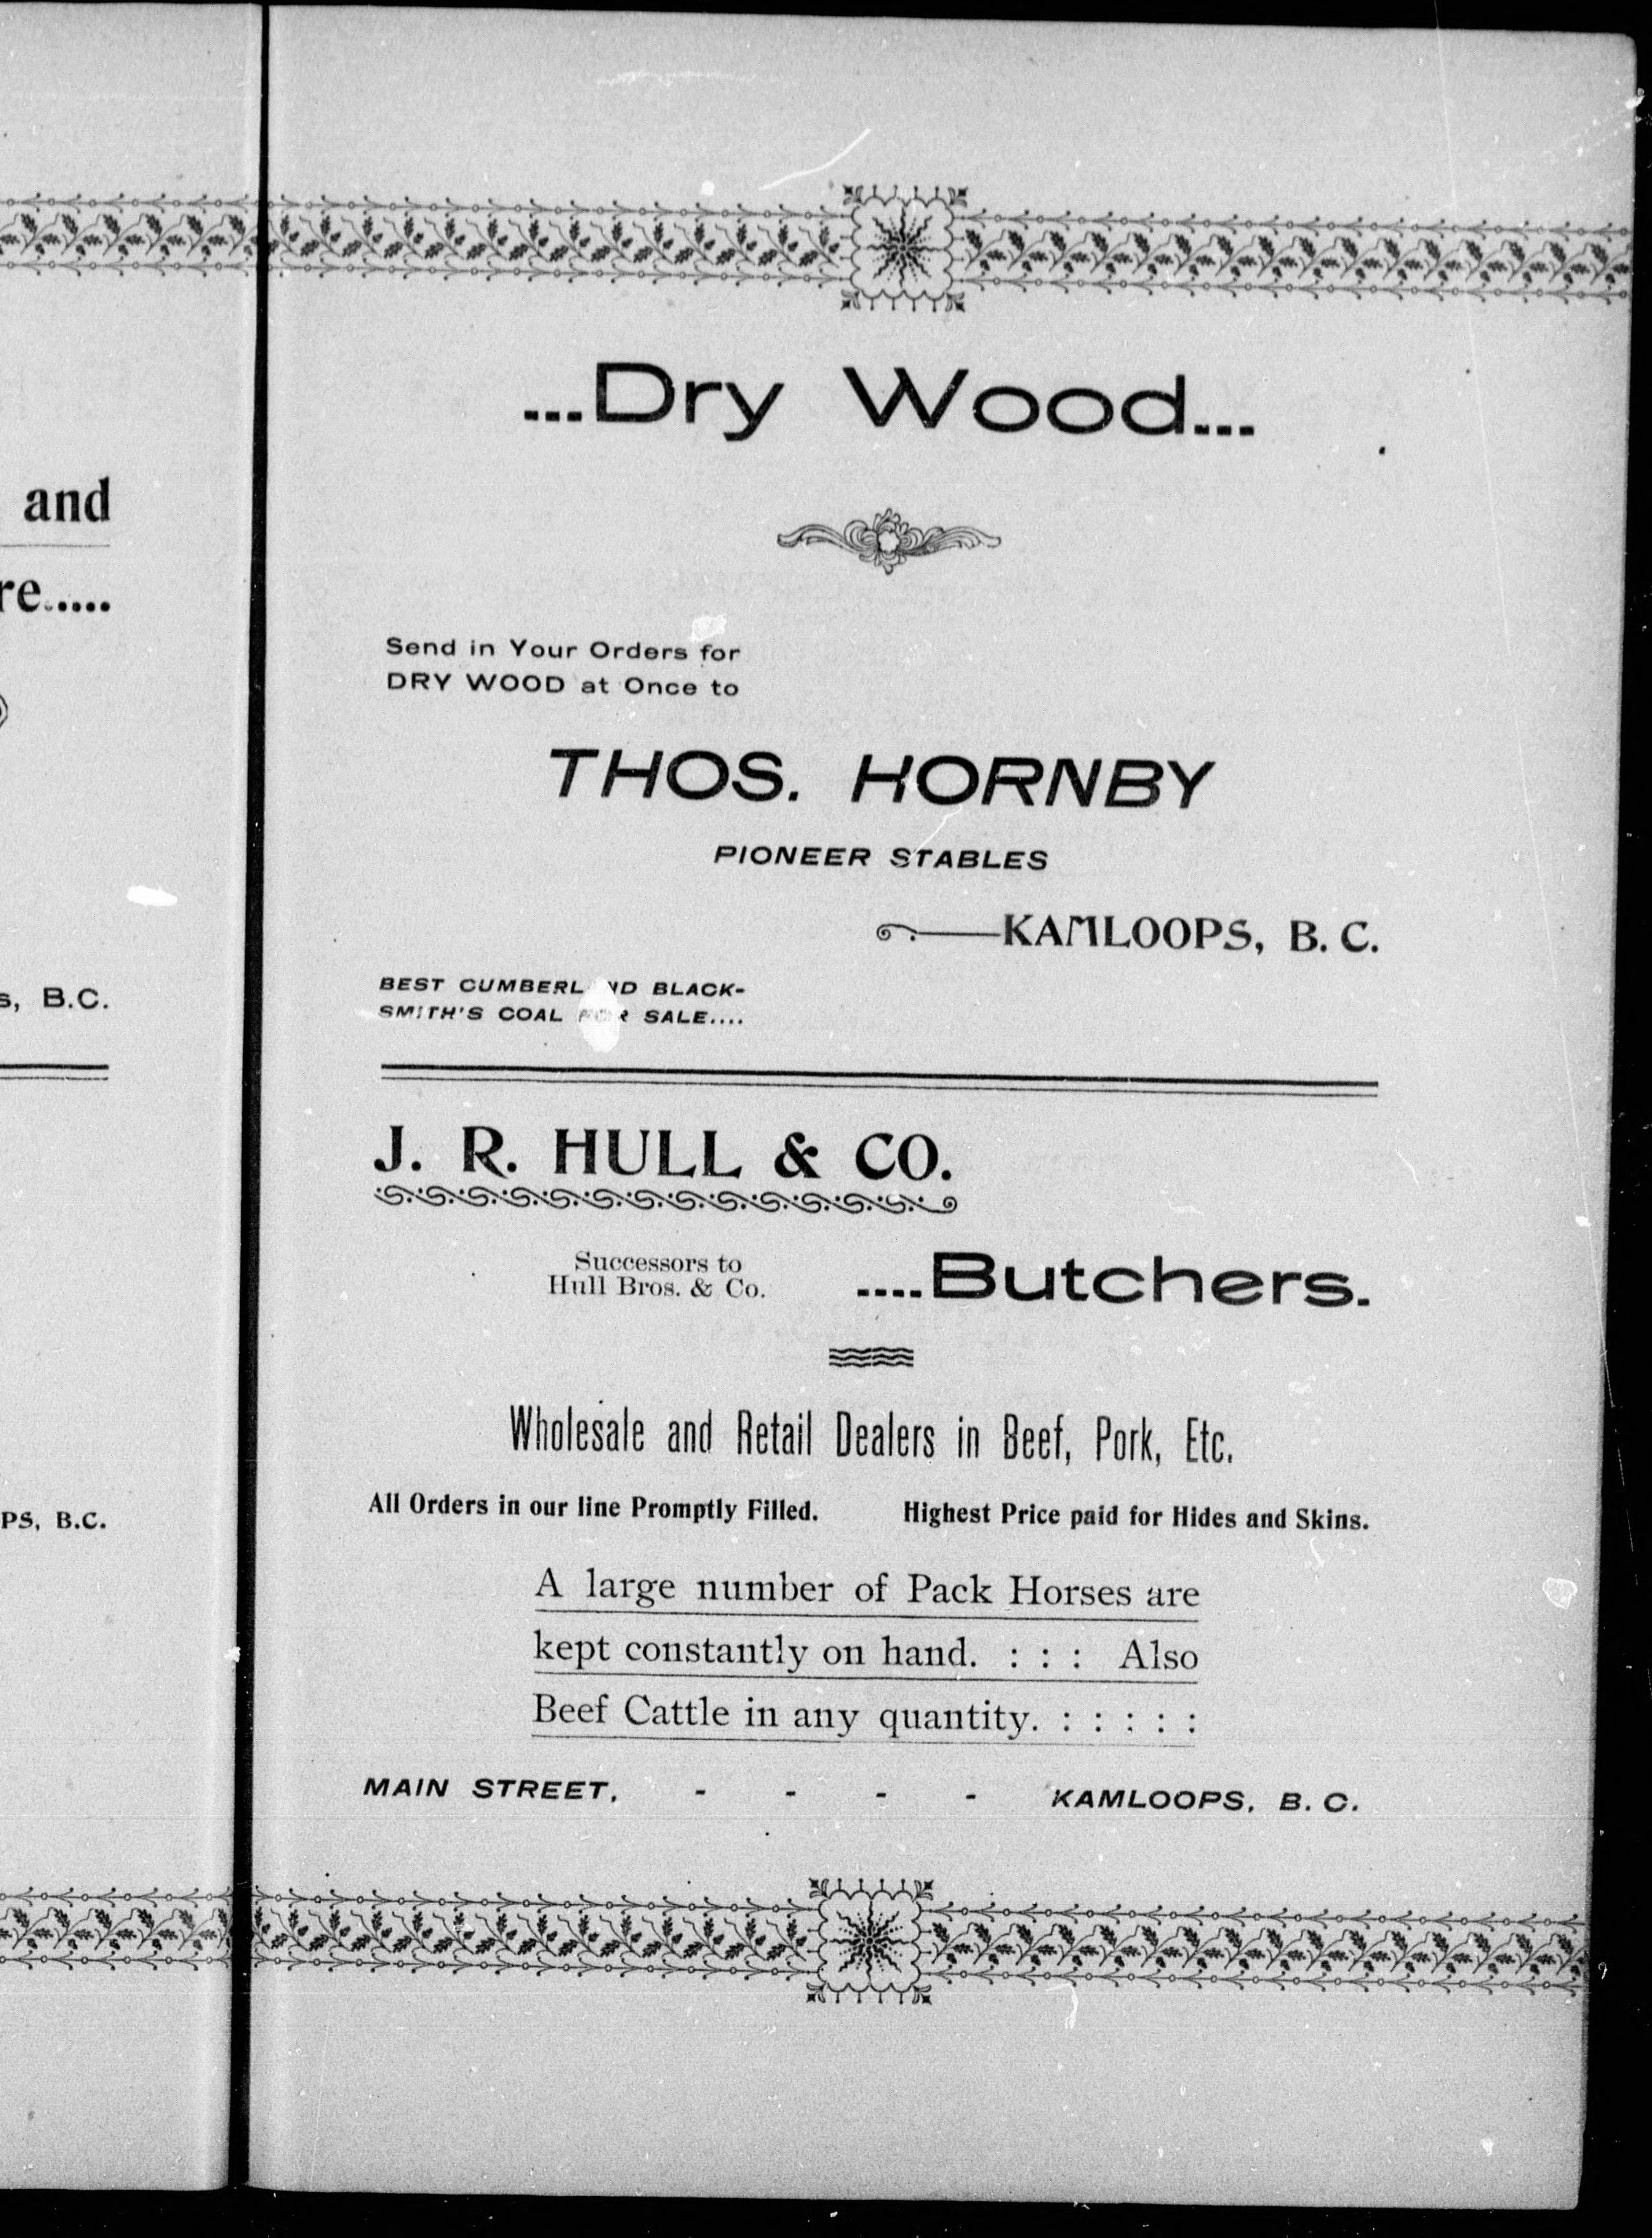 and
re.....
s, B.C.
PS, B.C.
...Dry Wood...
Send in Your Orders for
DRY WOOD at Once to
THOS. HORNBY
PIONEER STABLES
KAMLOOPS, B. C.
BEST CUMBERLAND BLACK-
SMITH'S COAL FOR SALE....
J. R. HULL & CO.
Successors to
Hull Bros. & Co.
....Butchers.
Wholesale and Retail Dealers in Beef, Pork, Etc.
All Orders in our line Promptly Filled. Highest Price paid for Hides and Skins.
A large number of Pack Horses are
kept constantly on hand. : : : Also
Beef Cattle in any quantity. : : : : :
MAIN STREET, - - - - KAMLOOPS, B. C.